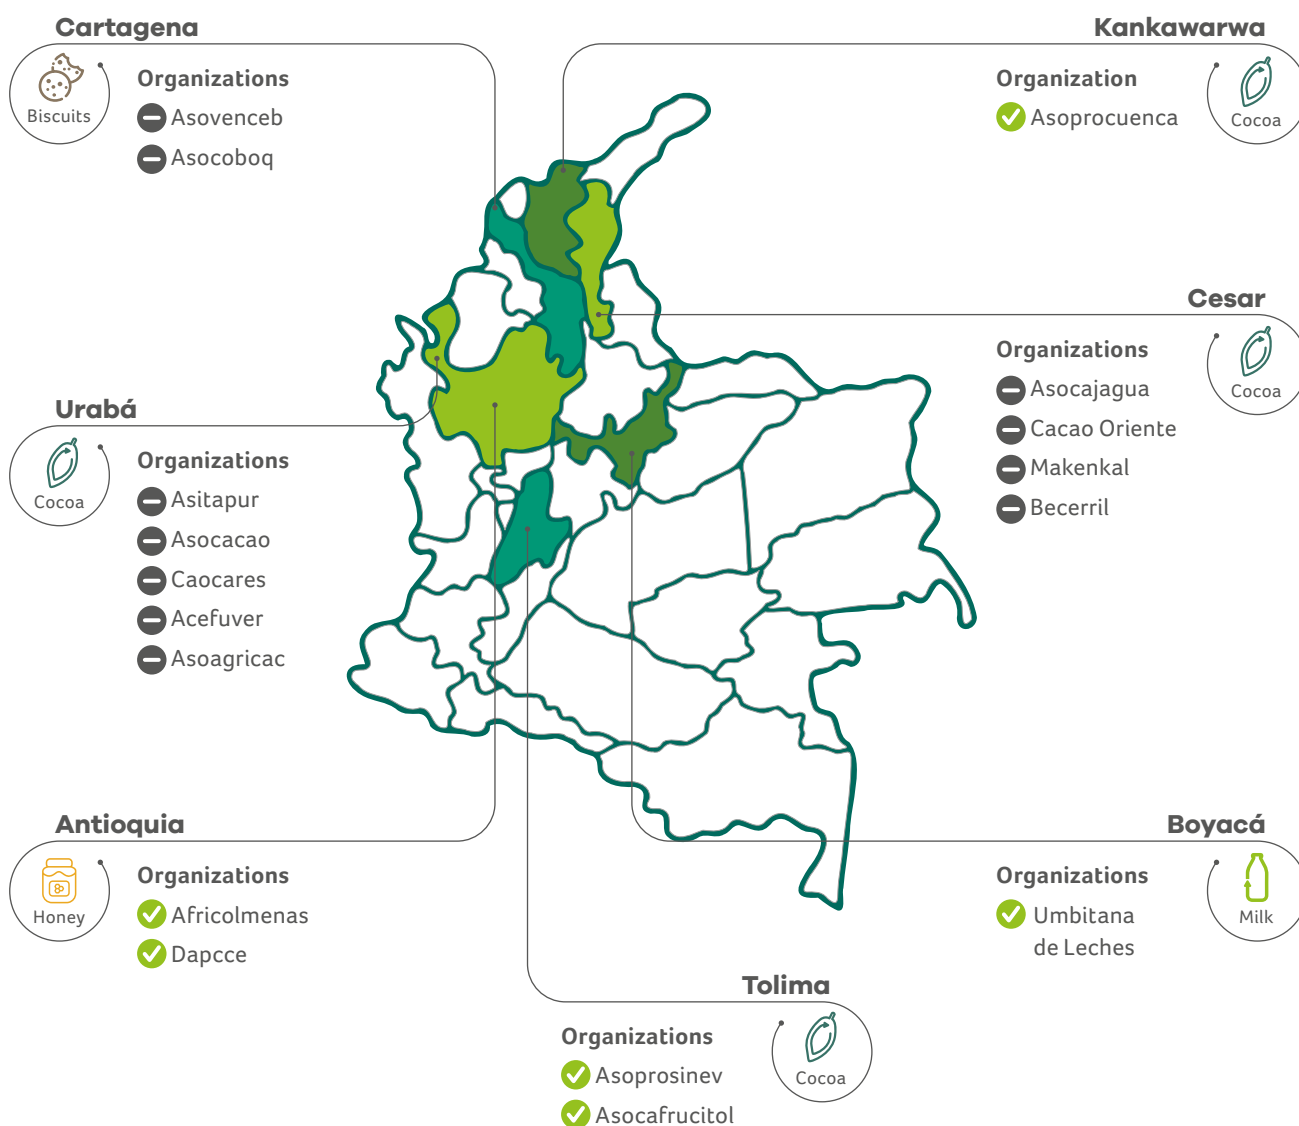 Cartagena
Biscuits
Organizations
Asovenceb
Asocoboq
Kankawarwa
Organization
Asoprocuenca
Cocoa
Cesar
Organizations
Asocajagua
Cacao Oriente
Makenkal
Becerril
Cocoa
Urabá
Cocoa
Organizations
Asitapur
Asocacao
Caocares
Acefuver
Asoagricac
Antioquia
Honey
Organizations
Africolmenas
Dapcce
Boyacá
Organizations
Umbitana
de Leches
Milk
Tolima
Organizations
Asoprosinev
Asocafrucitol
Cocoa